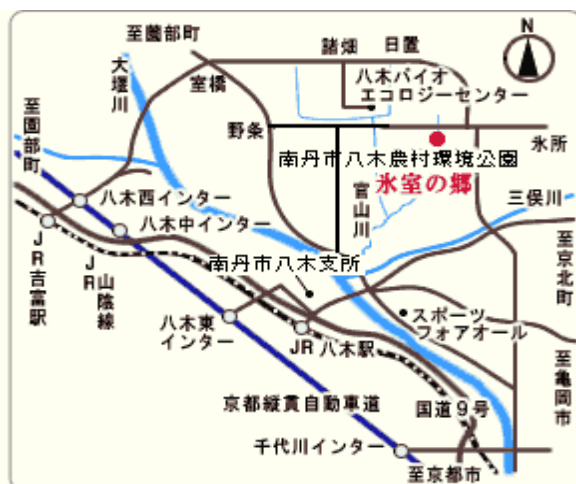 至薗部町
諸畑
日置
N
大堰川
室橋
八木バイオ
エコロジーセンター
至園部町
野条
氷所
南丹市八木農村環境公園
氷室の郷
官山川
三俣川
八木西インター
八木中インター
至京北町
JR吉富駅
JR山陰線
南丹市八木支所
スポーツ
フォアオール
八木東
インター
JR八木駅
至亀岡市
京都縦貫自動車道
国道9号
千代川インター
至京都市